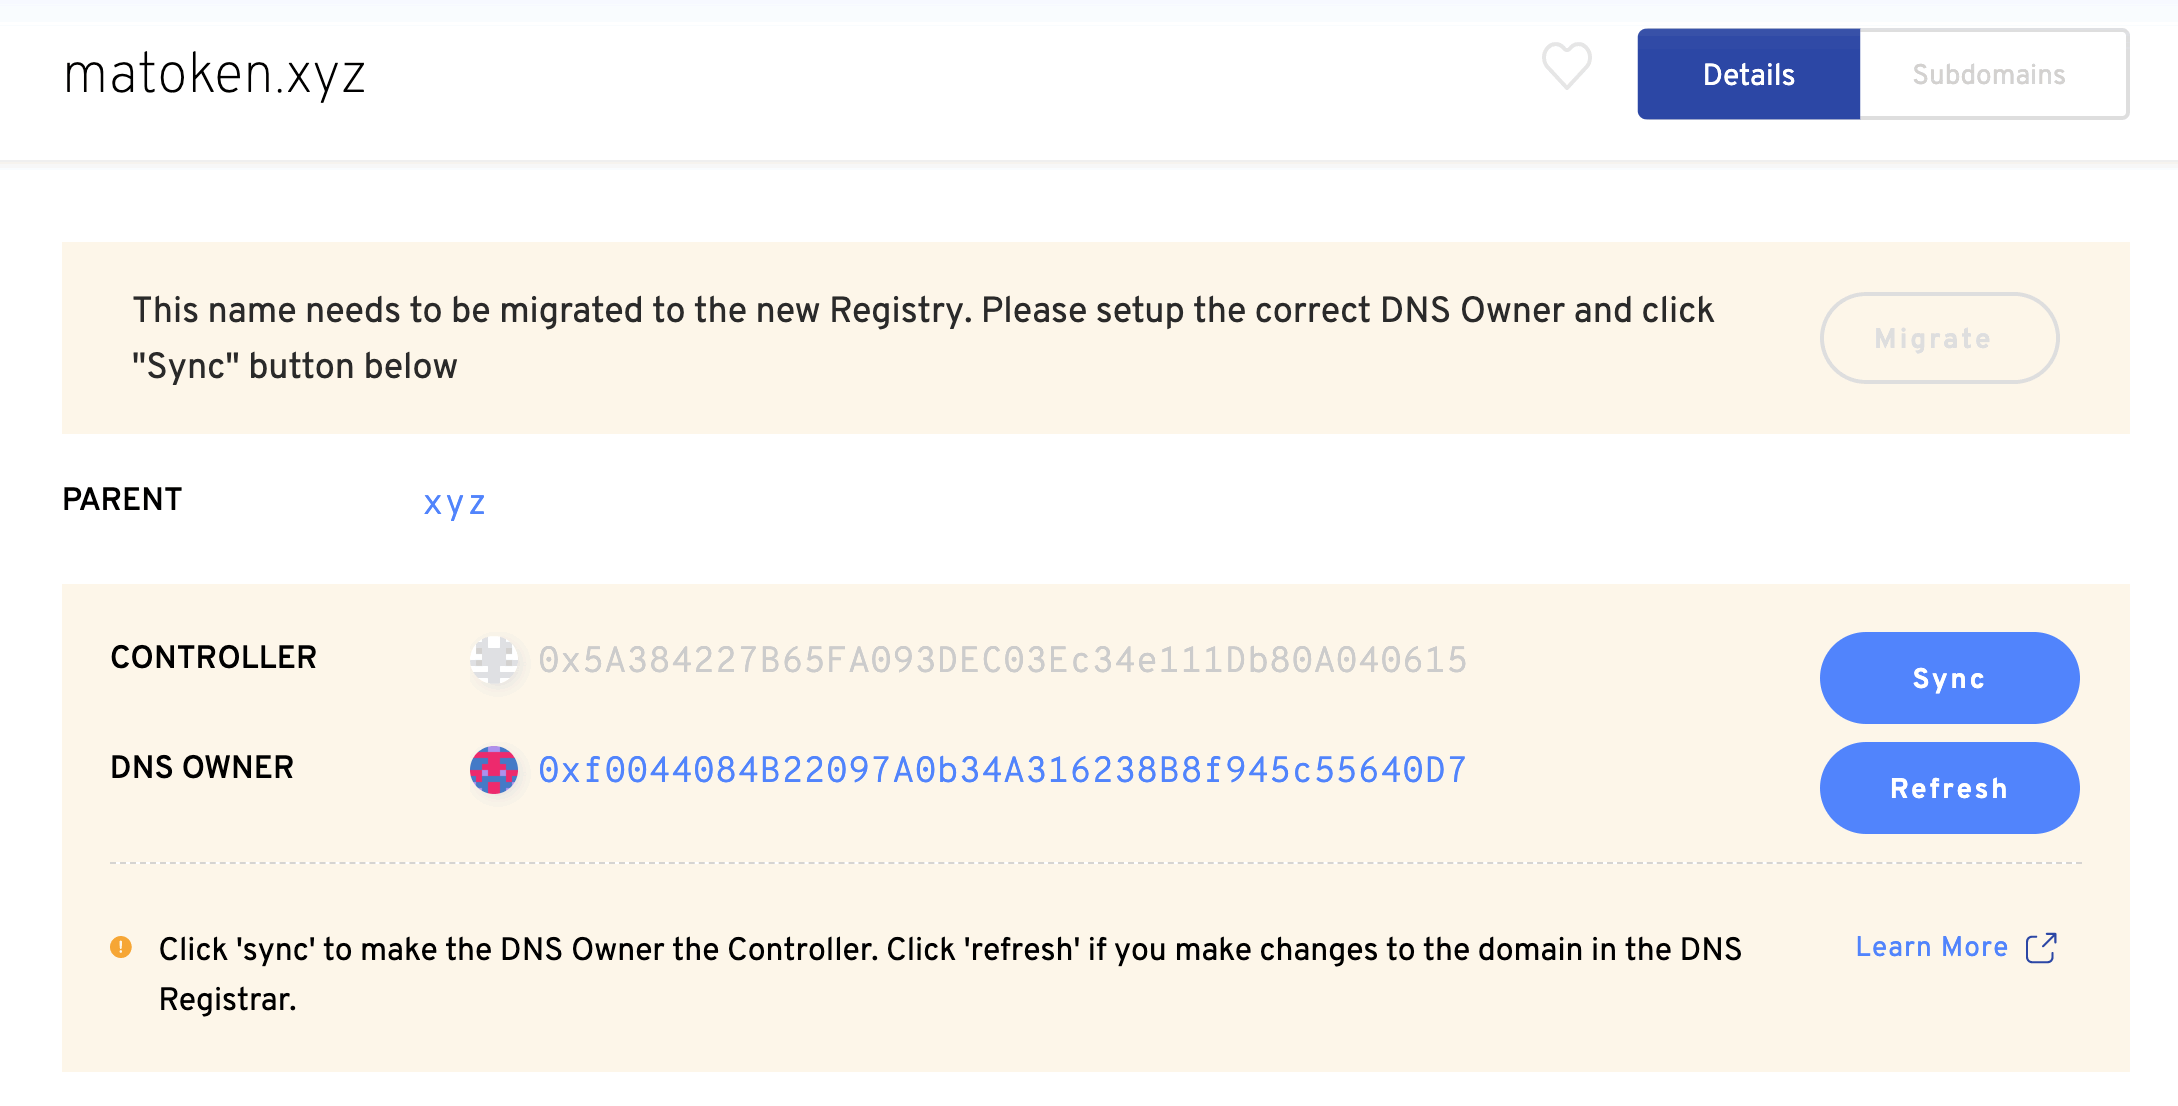 matoken.xyz
Details
Subdomains
This name needs to be migrated to the new Registry. Please setup the correct DNS Owner and click
"Sync" button below
Migrate
PARENT
xyz
CONTROLLER
0x5A384227B65FA093DEC03Ec34e111Db80A040615
Sync
DNS OWNER
0xf0044084B22097A0b34A316238B8f945c55640D7
Refresh
Click 'sync' to make the DNS Owner the Controller. Click 'refresh' if you make changes to the domain in the DNS
Registrar.
Learn More